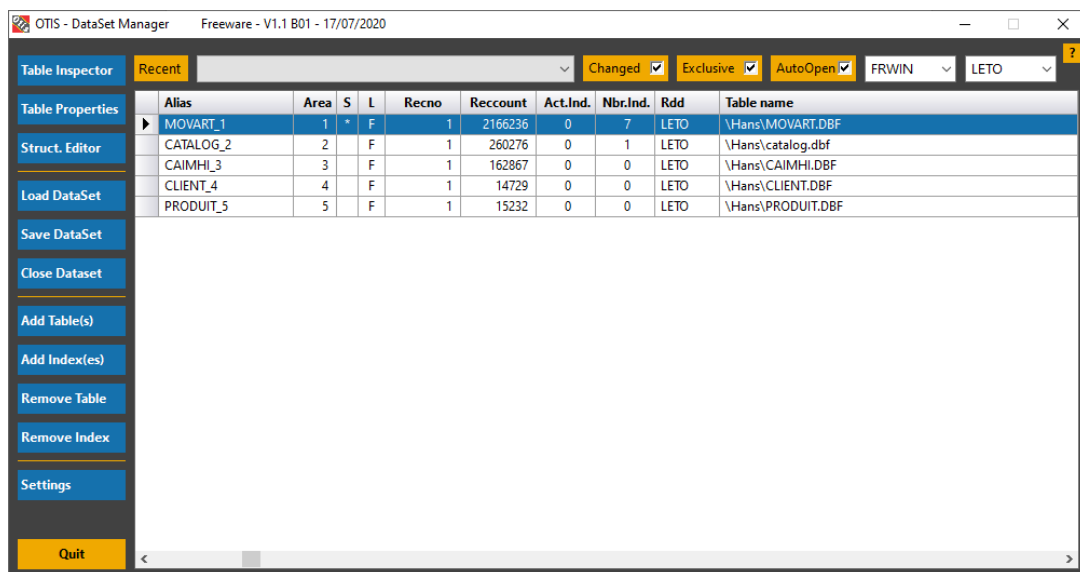 OTIS - DataSet Manager Freeware - V1.1 B01 - 17/07/2020
?
Table Inspector
Table Properties
Struct. Editor
Load DataSet
Save DataSet
Close Dataset
Add Table(s)
Add Index(es)
Remove Table
Remove Index
Settings
Quit
Recent Changed Exclusive AutoOpen FRWIN LETO
Alias Area S L Recno Reccount Act.Ind. Nbr.Ind. Rdd Table name
MOVART_1 1 * F 1 2166236 0 7 LETO \Hans\MOVART.DBF
CATALOG_2 2 F 1 260276 0 1 LETO \Hans\catalog.dbf
CAIMHI_3 3 F 1 162867 0 0 LETO \Hans\CAIMHI.DBF
CLIENT_4 4 F 1 14729 0 0 LETO \Hans\CLIENT.DBF
PRODUIT_5 5 F 1 15232 0 0 LETO \Hans\PRODUIT.DBF